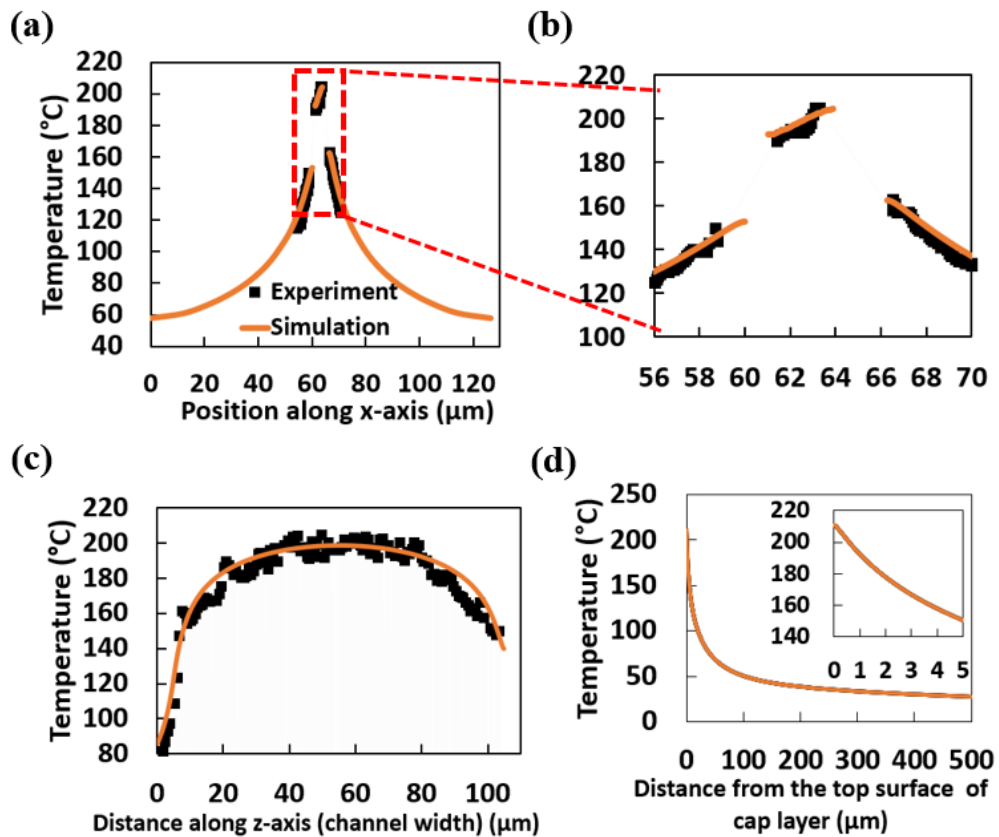 (a)
220
200
180
160
140
120
100
80
60
40
Temperature (°C)
Experiment
Simulation
0 20 40 60 80 100 120
Position along x-axis (μm)
(b)
220
200
180
160
140
120
100
56 58 60 62 64 66 68 70
(c)
220
200
180
160
140
120
100
80
Temperature (°C)
0 20 40 60 80 100
Distance along z-axis (channel width) (μm)
(d)
250
200
150
100
50
0
Temperature (°C)
220
200
180
160
140
0 1 2 3 4 5
0 100 200 300 400 500
Distance from the top surface of
cap layer (μm)